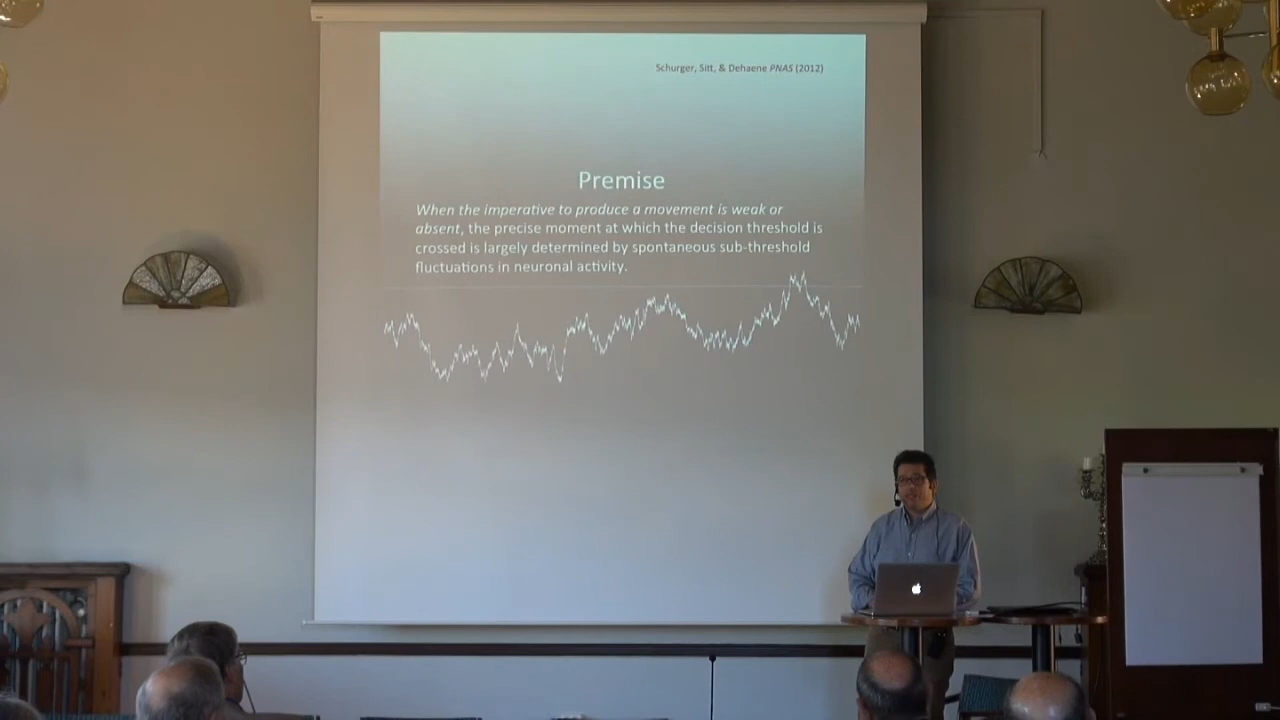 Schurger, Sitt, & Dehaene PNAS (2012)
Premise
When the imperative to produce a movement is weak or
absent, the precise moment at which the decision threshold is
crossed is largely determined by spontaneous sub-threshold
fluctuations in neuronal activity.